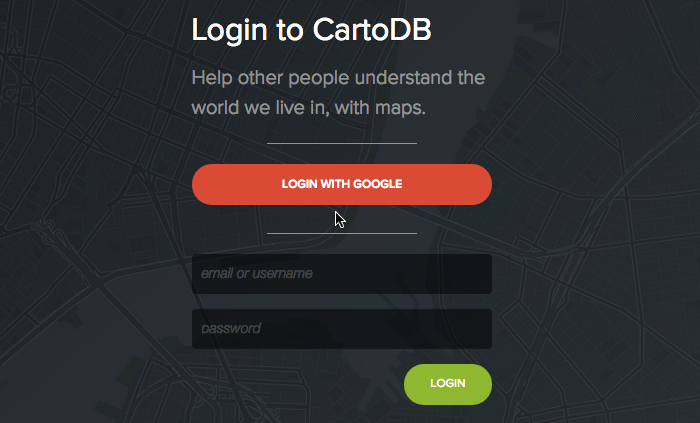 Login to CartoDB
Help other people understand the
world we live in, with maps.
LOGIN WITH GOOGLE
email or username
password
LOGIN